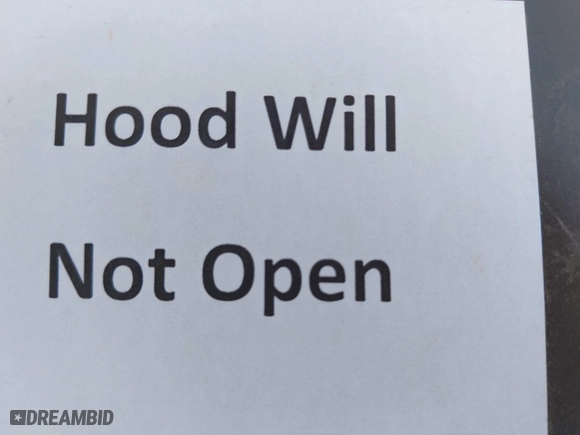 Hood Will
Not Open
DREAMBID